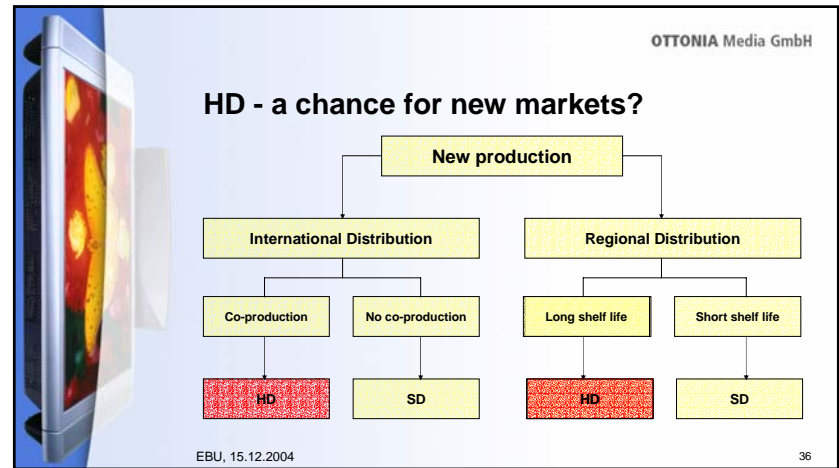 OTTONIA Media GmbH
HD - a chance for new markets?
New production
International Distribution
Regional Distribution
Co-production
No co-production
Long shelf life
Short shelf life
HD
SD
HD
SD
EBU, 15.12.2004
36